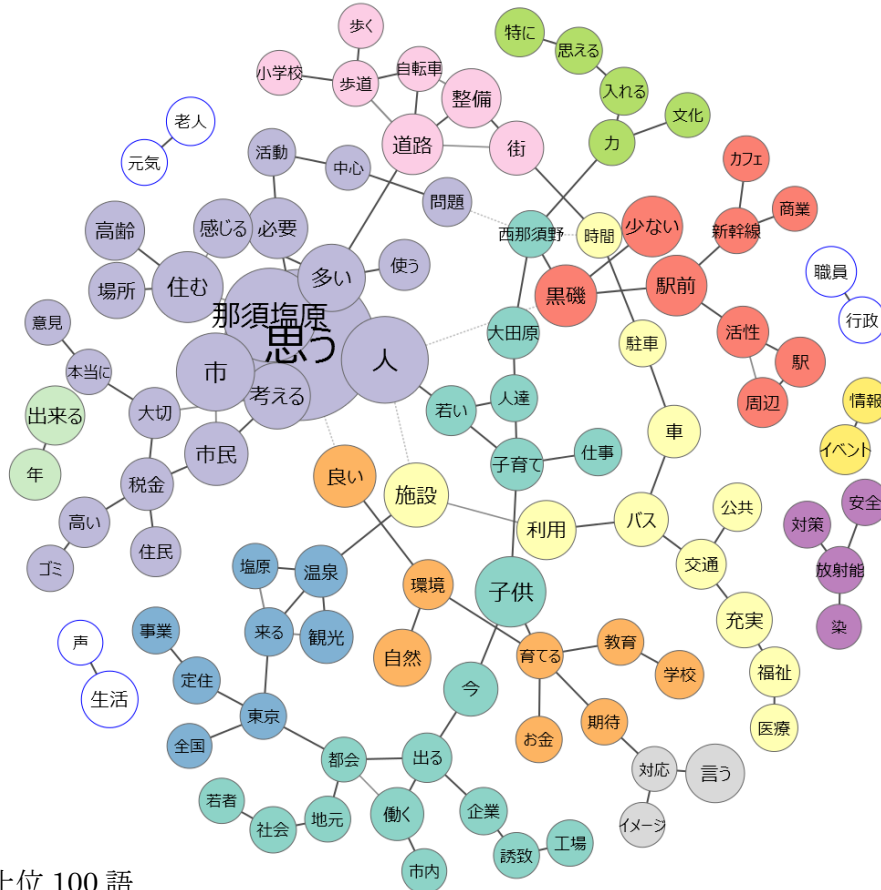 歩く
特に
思える
小学校
歩道
自転車
整備
入れる
文化
老人
元気
活動
中心
道路
街
力
カフェ
商業
高齢
感じる
必要
問題
西那須野
時間
少ない
新幹線
場所
住む
多い
使う
黒磯
駅前
職員
行政
意見
那須塩原
思う
大田原
駐車
活性
駅
本当に
市
人
考える
人達
周辺
情報
出来る
大切
若い
イベント
年
税金
市民
良い
子育て
仕事
車
高い
住民
施設
利用
バス
公共
対策
安全
ゴミ
塩原
温泉
環境
子供
交通
放射能
事業
来る
観光
自然
育てる
教育
充実
染
声
生活
定住
東京
今
学校
福祉
全国
都会
出る
お金
期待
医療
若者
社会
地元
働く
企業
対応
言う
市内
誘致
工場
イメージ
上位 100 語